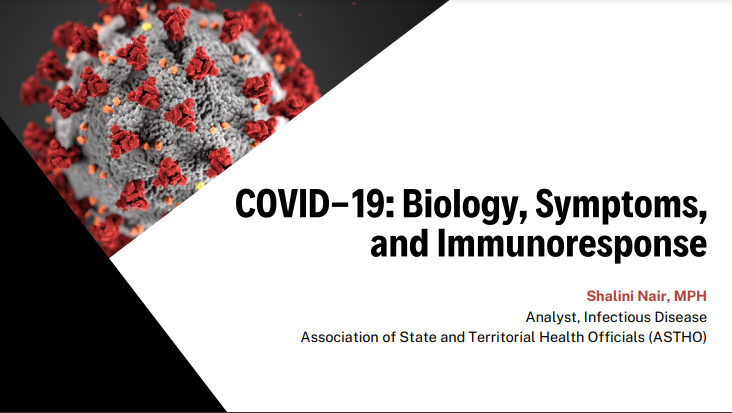 COVID–19: Biology, Symptoms,
and Immunoresponse
Shalini Nair, MPH
Analyst, Infectious Disease
Association of State and Territorial Health Officials (ASTHO)